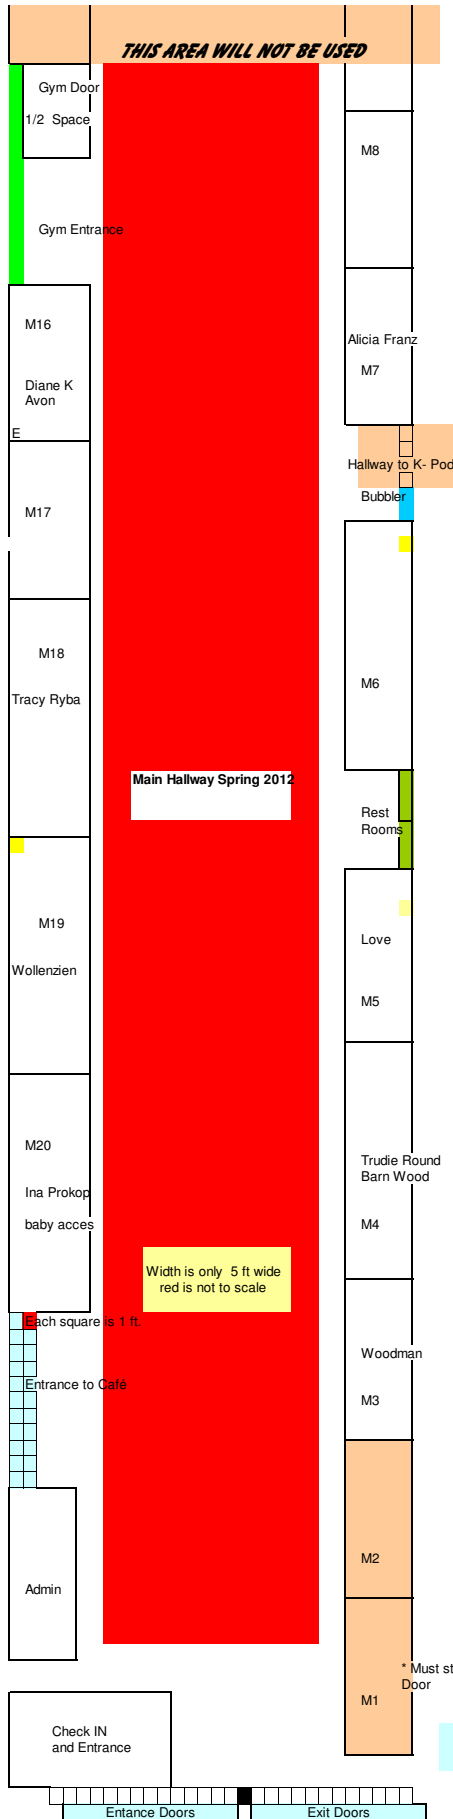 THIS AREA WILL NOT BE USED
Gym Door
1/2 Space
M8
Gym Entrance
M16
Alicia Franz
M7
Diane K
Avon
E
Hallway to K- Pod
Bubbler
M17
M18
M6
Tracy Ryba
Main Hallway Spring 2012
Rest
Rooms
M19
Love
Wollenzien
M5
M20
Trudie Round
Barn Wood
Ina Prokop
baby acces
M4
Width is only 5 ft wide
red is not to scale
Each square is 1 ft.
Woodman
Entrance to Café
M3
M2
Admin
* Must st
Door
M1
Check IN
and Entrance
Entance Doors
Exit Doors